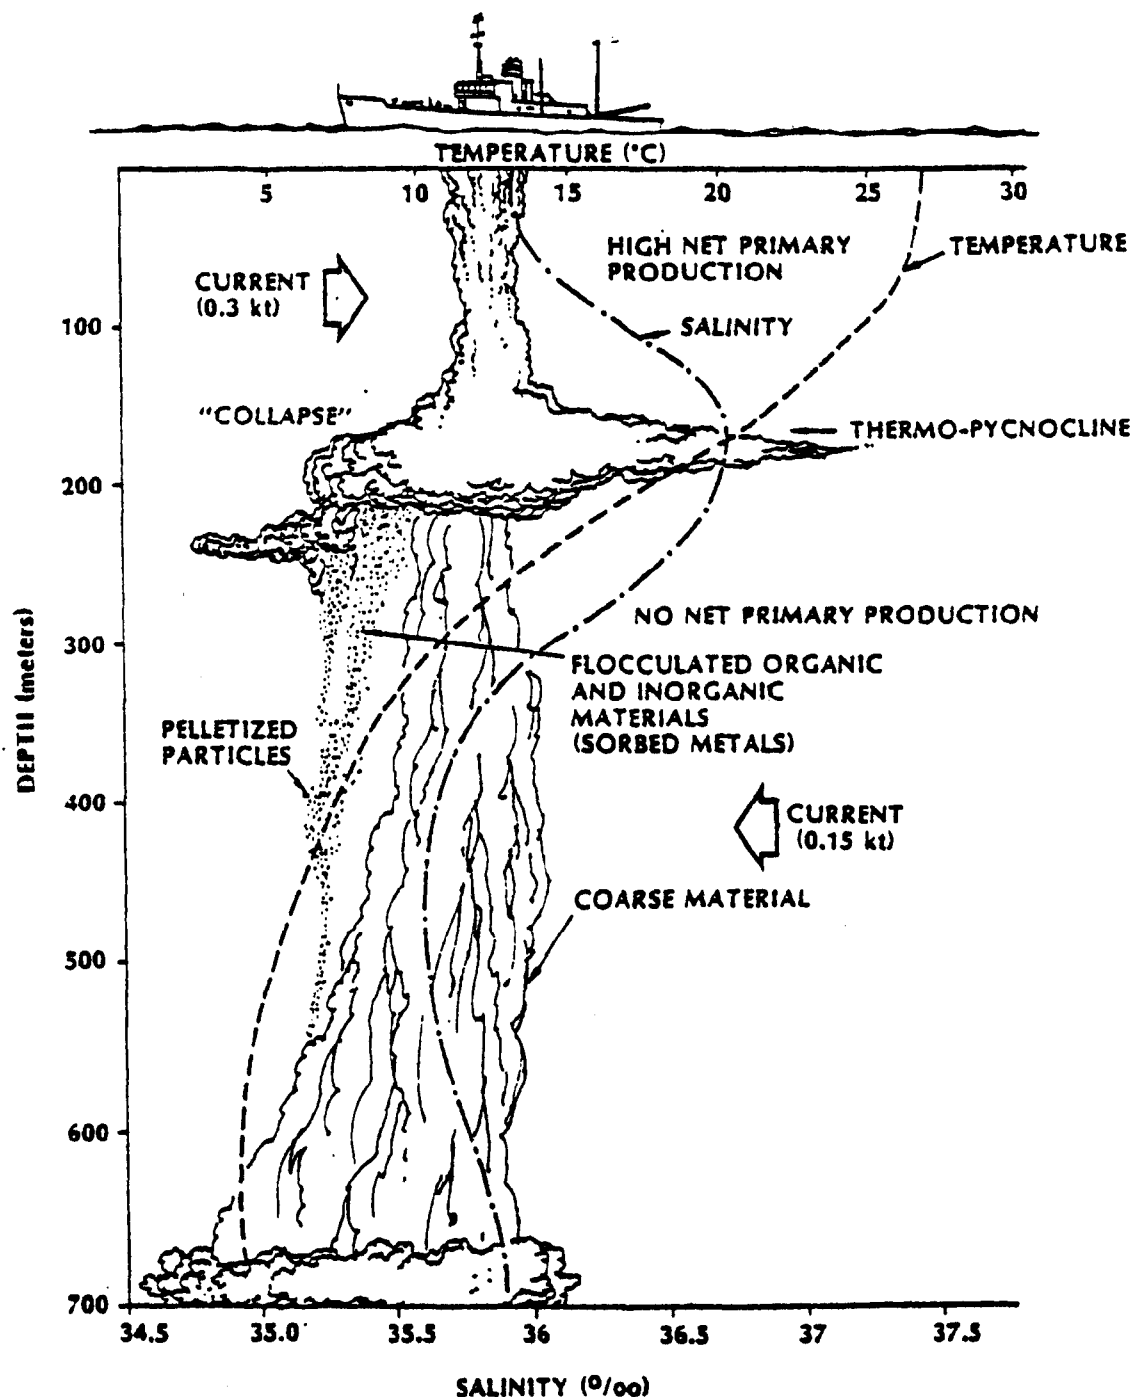 TEMPERATURE (°C)
5 10 15 20 25 30
HIGH NET PRIMARY
PRODUCTION
TEMPERATURE
CURRENT
(0.3 kt)
100
SALINITY
"COLLAPSE"
THERMO-PYCNOCLINE
200
NO NET PRIMARY PRODUCTION
300
FLOCCULATED ORGANIC
AND INORGANIC
MATERIALS
(SORBED METALS)
PELLETIZED
PARTICLES
DEPTH (meters)
400
CURRENT
(0.15 kt)
COARSE MATERIAL
500
600
700
34.5 35.0 35.5 36 36.5 37 37.5
SALINITY (0/00)